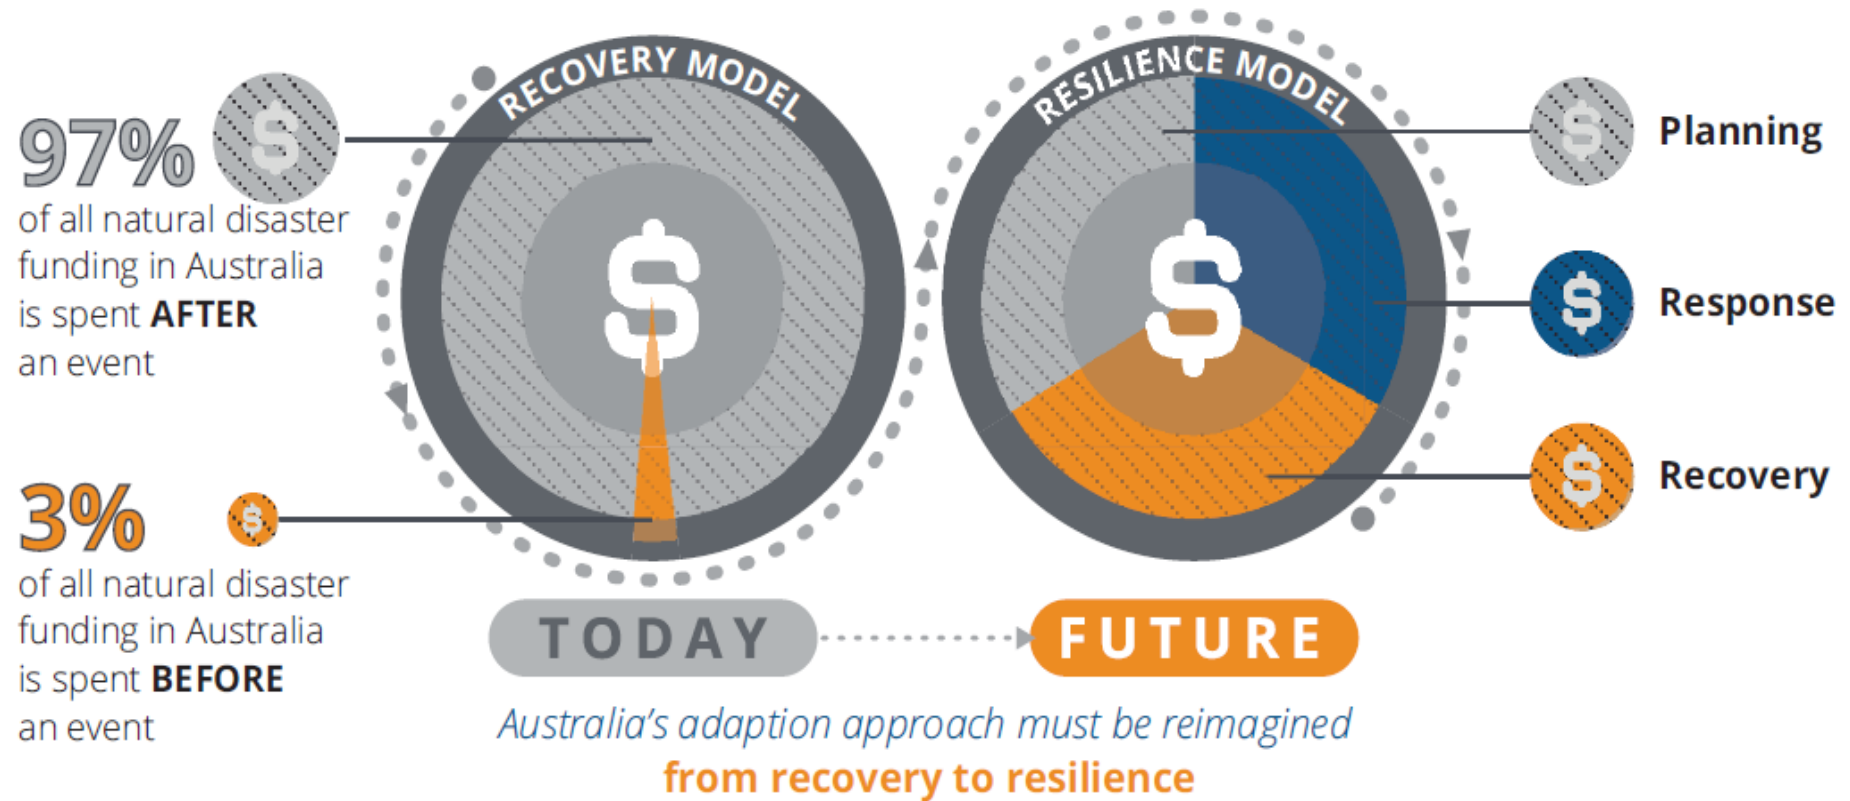 97%
of all natural disaster
funding in Australia
is spent AFTER
an event
3%
of all natural disaster
funding in Australia
is spent BEFORE
an event
RECOVERY MODEL
$
RESILIENCE MODEL
$
$
$
$ Planning
$ Response
$ Recovery
TODAY
FUTURE
Australia’s adaption approach must be reimagined
from recovery to resilience